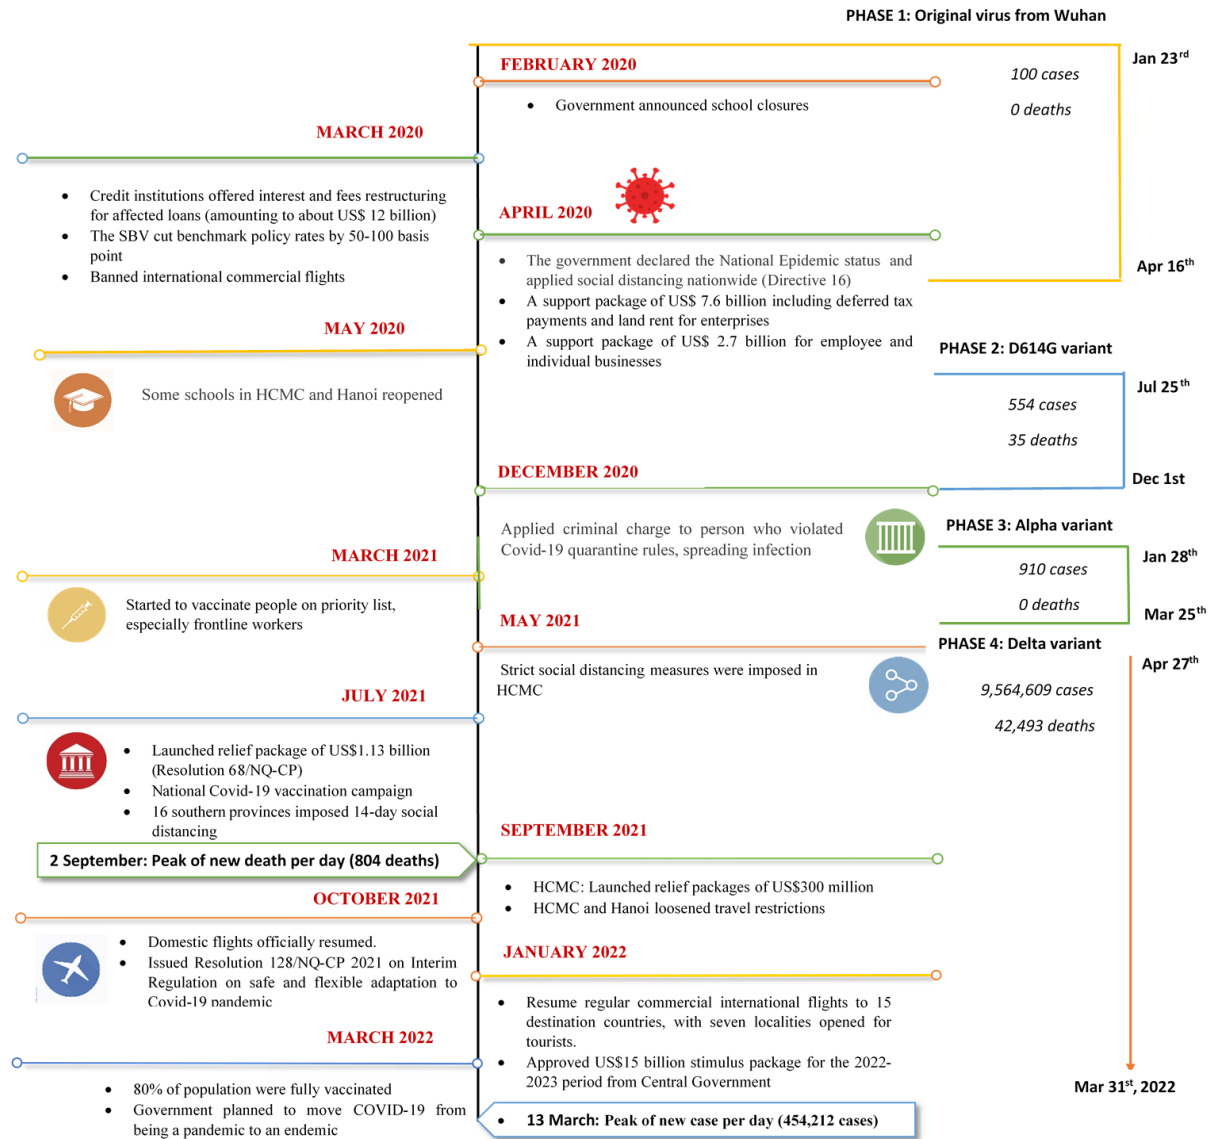 PHASE 1: Original virus from Wuhan
Jan 23rd
FEBRUARY 2020
100 cases
0 deaths
• Government announced school closures
MARCH 2020
• Credit institutions offered interest and fees restructuring
for affected loans (amounting to about US$ 12 billion)
• The SBV cut benchmark policy rates by 50-100 basis
point
• Banned international commercial flights
APRIL 2020
• The government declared the National Epidemic status and
applied social distancing nationwide (Directive 16)
• A support package of US$ 7.6 billion including deferred tax
payments and land rent for enterprises
• A support package of US$ 2.7 billion for employee and
individual businesses
Apr 16th
MAY 2020
Some schools in HCMC and Hanoi reopened
PHASE 2: D614G variant
Jul 25th
554 cases
35 deaths
Dec 1st
DECEMBER 2020
Applied criminal charge to person who violated
Covid-19 quarantine rules, spreading infection
PHASE 3: Alpha variant
Jan 28th
910 cases
0 deaths
Mar 25th
MARCH 2021
Started to vaccinate people on priority list,
especially frontline workers
MAY 2021
Strict social distancing measures were imposed in
HCMC
PHASE 4: Delta variant
Apr 27th
9,564,609 cases
42,493 deaths
JULY 2021
• Launched relief package of US$1.13 billion
(Resolution 68/NQ-CP)
• National Covid-19 vaccination campaign
• 16 southern provinces imposed 14-day social
distancing
2 September: Peak of new death per day (804 deaths)
SEPTEMBER 2021
• HCMC: Launched relief packages of US$300 million
• HCMC and Hanoi loosened travel restrictions
OCTOBER 2021
• Domestic flights officially resumed.
• Issued Resolution 128/NQ-CP 2021 on Interim
Regulation on safe and flexible adaptation to
Covid-19 pandemic
JANUARY 2022
• Resume regular commercial international flights to 15
destination countries, with seven localities opened for
tourists.
• Approved US$15 billion stimulus package for the 2022-
2023 period from Central Government
MARCH 2022
• 80% of population were fully vaccinated
• Government planned to move COVID-19 from
being a pandemic to an endemic
• 13 March: Peak of new case per day (454,212 cases)
Mar 31st, 2022